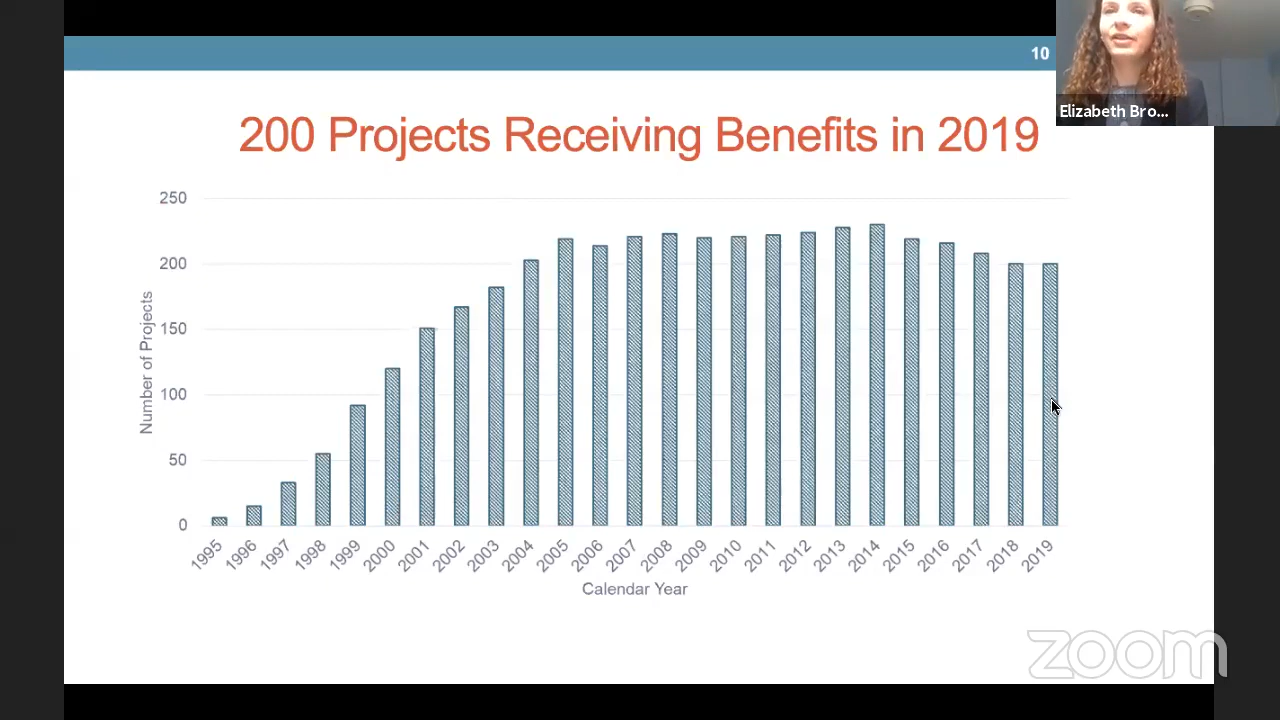 10
Elizabeth Bro...
200 Projects Receiving Benefits in 2019
250
200
150
100
50
0
Number of Projects
1995 1996 1997 1998 1999 2000 2001 2002 2003 2004 2005 2006 2007 2008 2009 2010 2011 2012 2013 2014 2015 2016 2017 2018 2019
Calendar Year
zoom